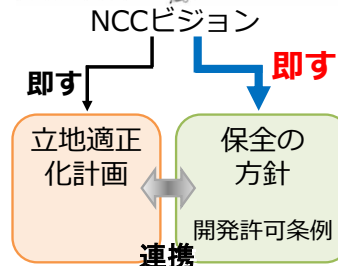 NCCビジョン
即す
即す
立地適正
化計画
保全の
方針
開発許可条例
連携